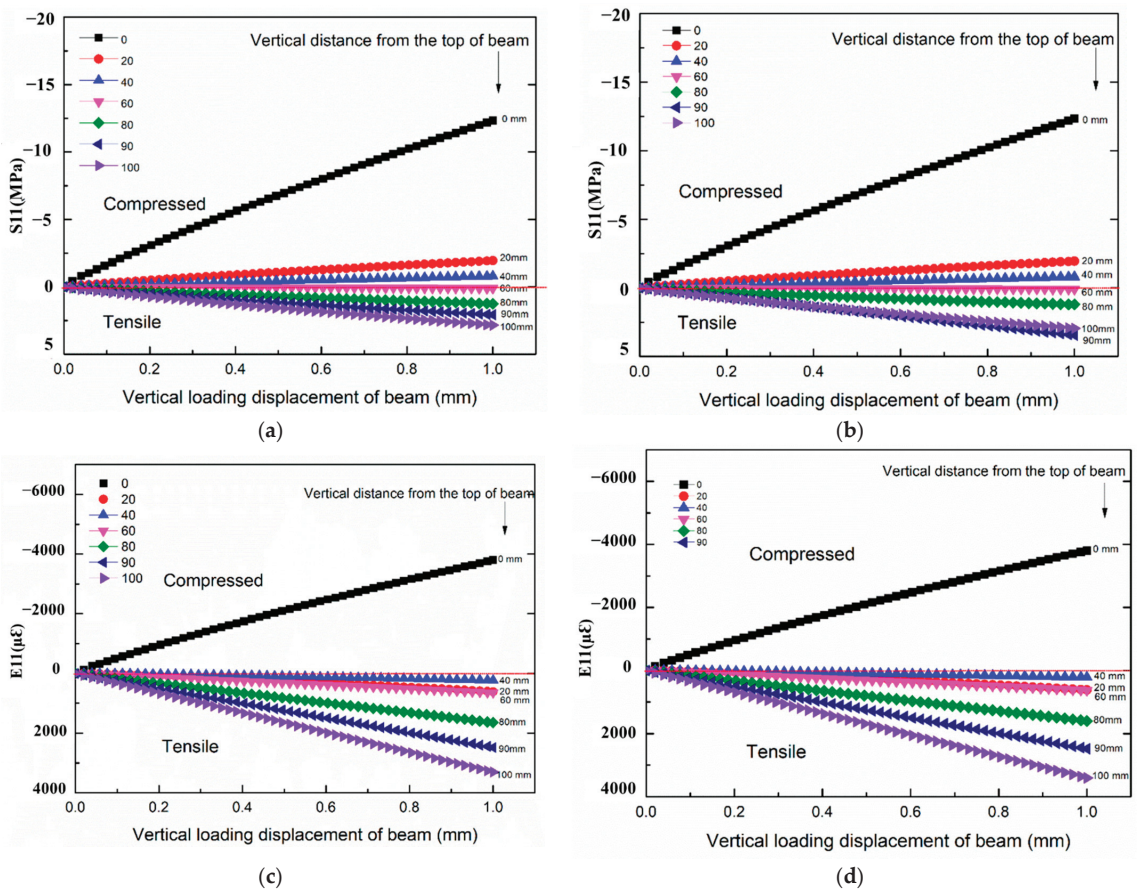 −20
0
20
40
60
80
90
100
Vertical distance from the top of beam
−15
−10
−5
0
5
S11(MPa)
Compressed
Tensile
0 mm
20mm
40mm
60mm
80mm
90mm
100mm
0.0 0.2 0.4 0.6 0.8 1.0
Vertical loading displacement of beam (mm)
(a)
−20
0
20
40
60
80
90
100
Vertical distance from the top of beam
−15
−10
−5
0
5
S11(MPa)
Compressed
Tensile
0 mm
20 mm
40 mm
60 mm
80 mm
100mm
90mm
0.0 0.2 0.4 0.6 0.8 1.0
Vertical loading displacement of beam (mm)
(b)
−6000
0
20
40
60
80
90
100
Vertical distance from the top of beam
−4000
−2000
0
2000
4000
E11(με)
Compressed
Tensile
0 mm
40 mm
20 mm
60 mm
80mm
90mm
100 mm
0.0 0.2 0.4 0.6 0.8 1.0
Vertical loading displacement of beam (mm)
(c)
−6000
0
20
40
60
80
90
Vertical distance from the top of beam
−4000
−2000
0
2000
4000
E11(με)
Compressed
Tensile
0 mm
40 mm
20 mm
60 mm
80mm
90mm
100 mm
0.0 0.2 0.4 0.6 0.8 1.0
Vertical loading displacement of beam (mm)
(d)